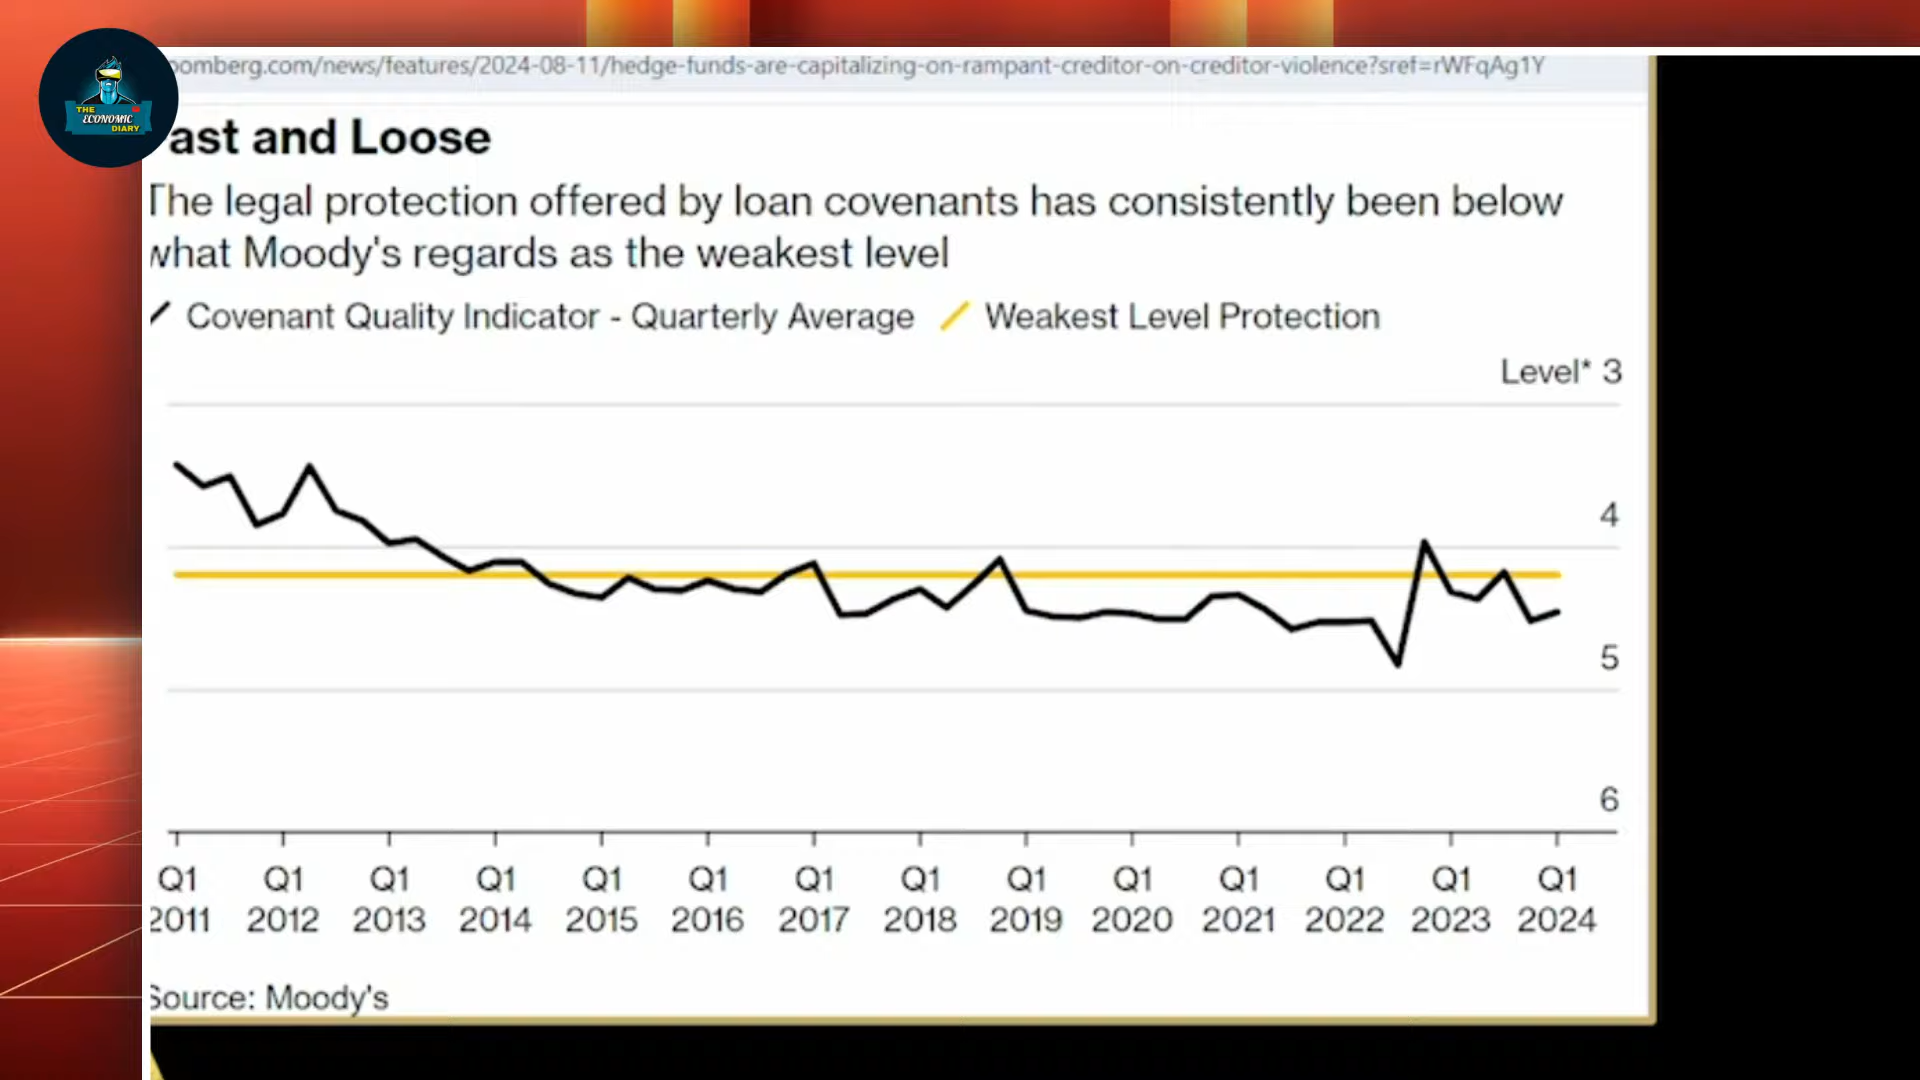 THE
ECONOMIC
DIARY
oomberg.com/news/features/2024-08-11/hedge-funds-are-capitalizing-on-rampant-creditor-on-creditor-violence?sref=rWFqAg1Y
ast and Loose
The legal protection offered by loan covenants has consistently been below
what Moody's regards as the weakest level
Covenant Quality Indicator - Quarterly Average Weakest Level Protection
Level* 3
4
5
6
Q1 Q1 Q1 Q1 Q1 Q1 Q1 Q1 Q1 Q1 Q1 Q1 Q1 Q1
2011 2012 2013 2014 2015 2016 2017 2018 2019 2020 2021 2022 2023 2024
Source: Moody's